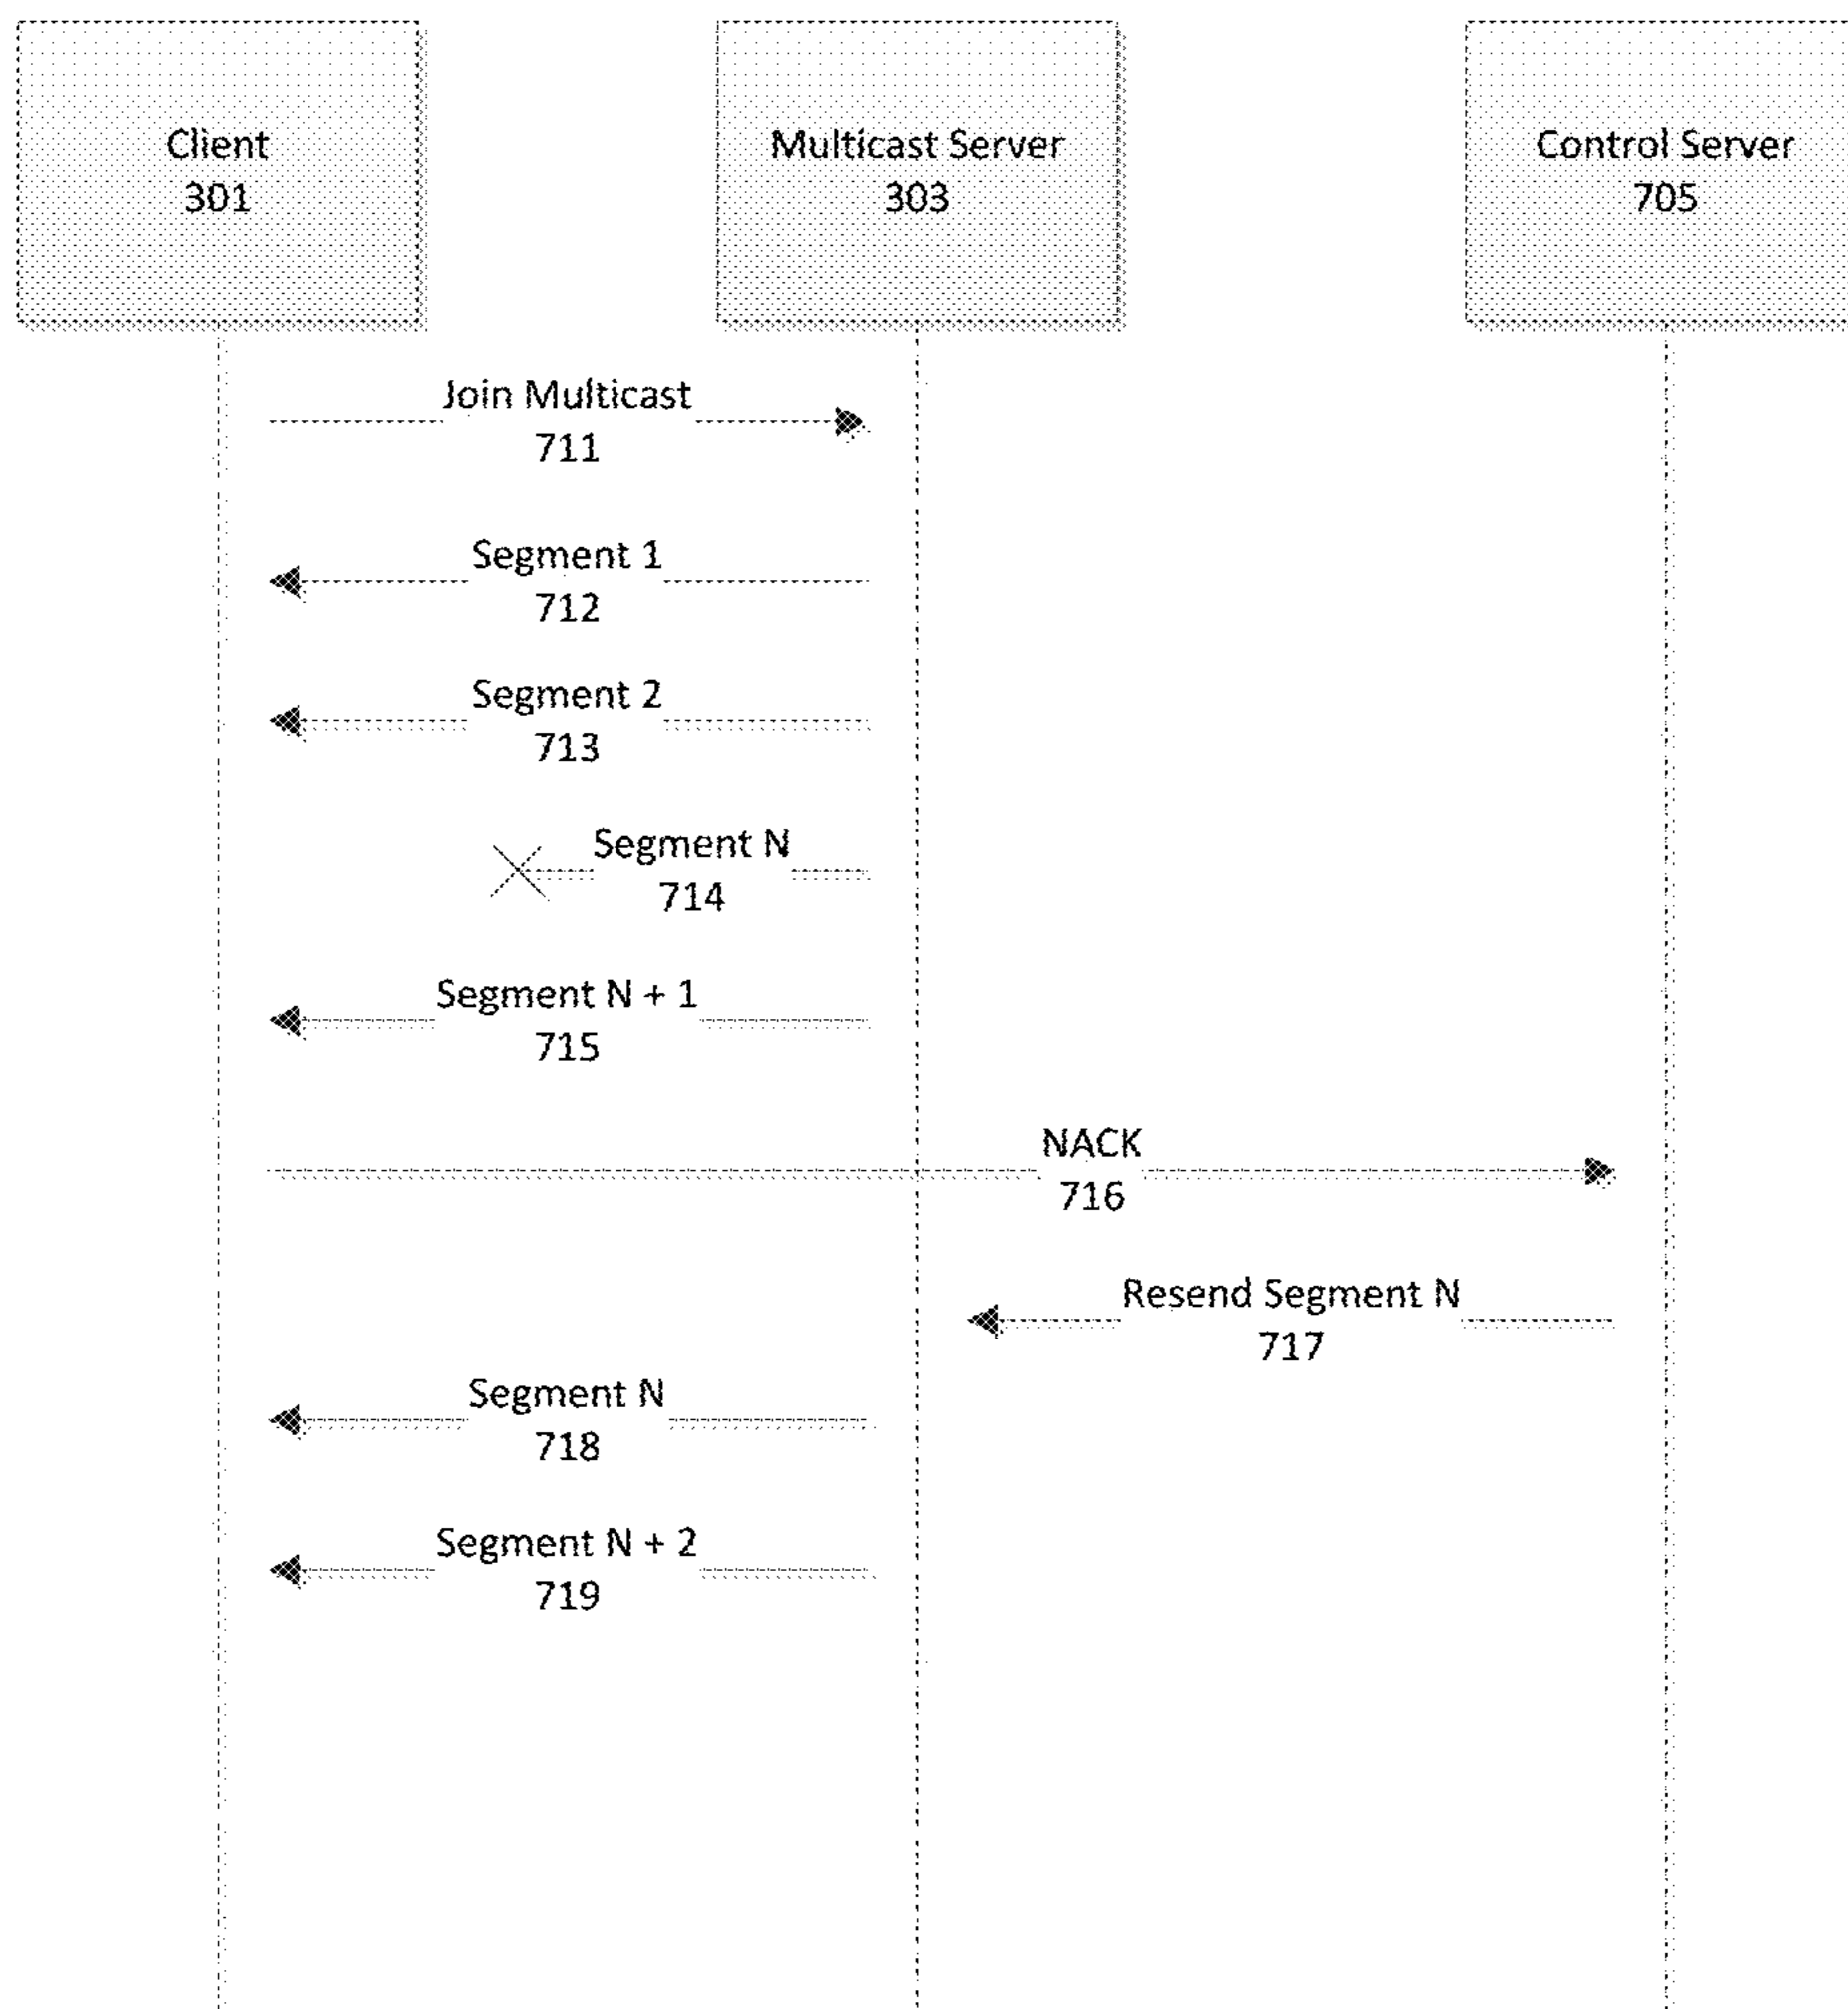 Client
301
Multicast Server
303
Control Server
705
Join Multicast
711
Segment 1
712
Segment 2
713
Segment N
714
Segment N + 1
715
NACK
716
Resend Segment N
717
Segment N
718
Segment N + 2
719